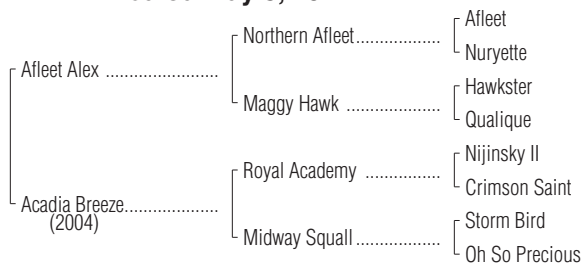 Afleet
Northern Afleet
Nuryette
Afleet Alex
Hawkster
Maggy Hawk
Qualique
Nijinsky II
Royal Academy
Crimson Saint
Acadia Breeze
(2004)
Storm Bird
Midway Squall
Oh So Precious